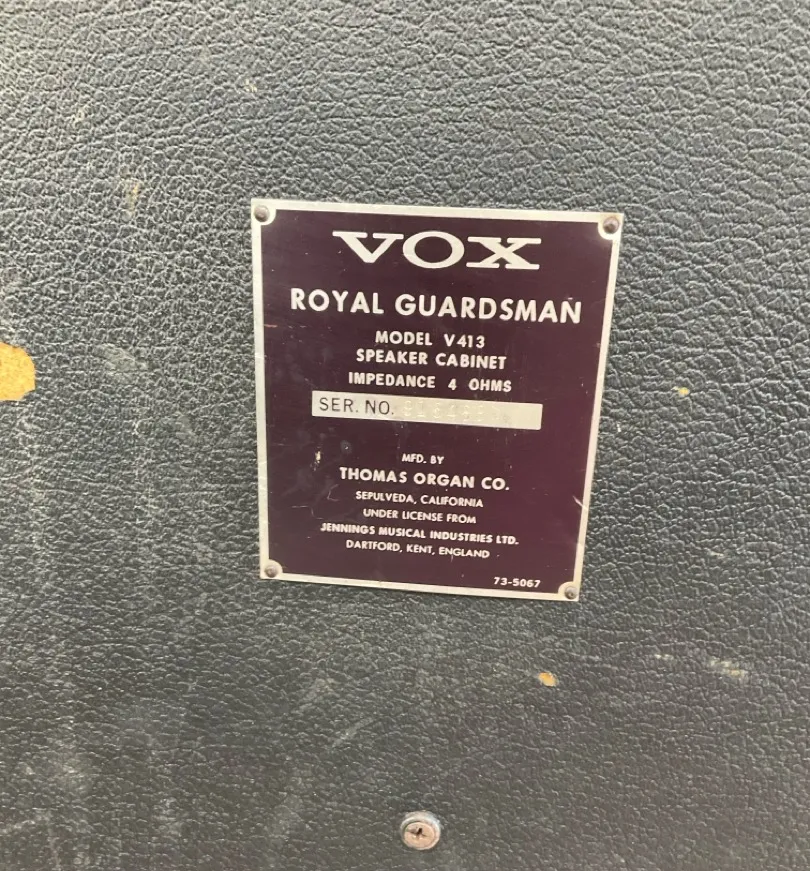 VOX
ROYAL GUARDSMAN
MODEL V413
SPEAKER CABINET
IMPEDANCE 4 OHMS
SER. NO.
MFD. BY
THOMAS ORGAN CO.
SEPULVEDA, CALIFORNIA
UNDER LICENSE FROM
JENNINGS MUSICAL INDUSTRIES LTD.
DARTFORD, KENT, ENGLAND
73-5067